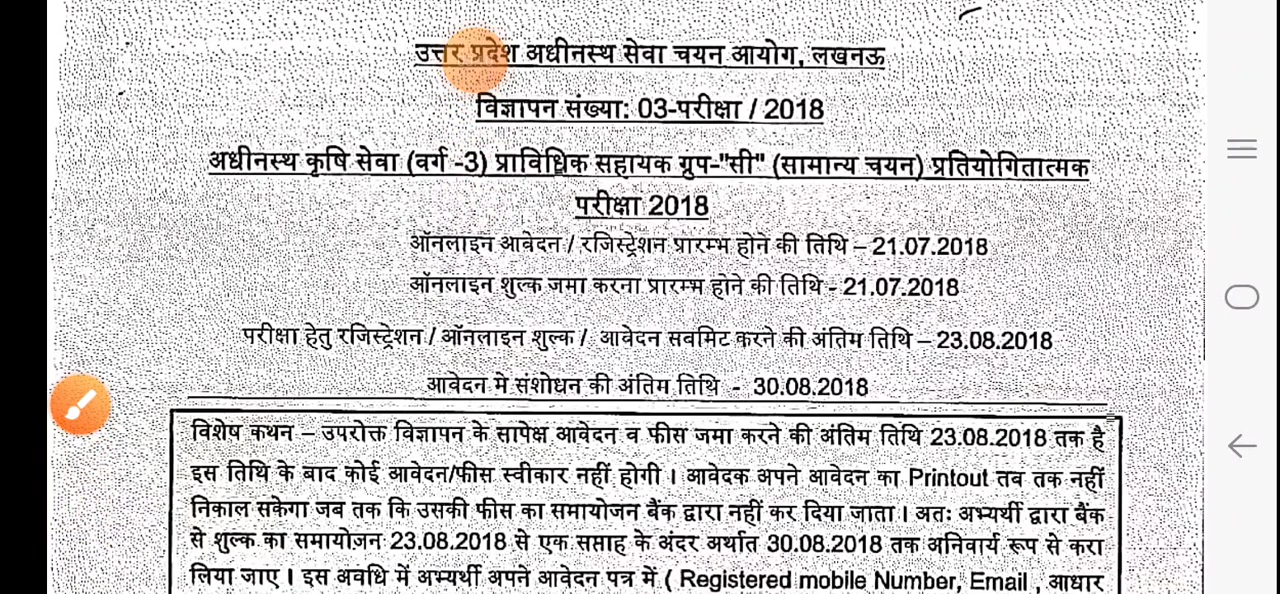 उत्तर प्रदेश अधीनस्थ सेवा चयन आयोग, लखनऊ
विज्ञापन संख्या: 03-परीक्षा / 2018
अधीनस्थ कृषि सेवा (वर्ग -3) प्राविधिक सहायक ग्रुप-"सी" (सामान्य चयन) प्रतियोगितात्मक
परीक्षा 2018
ऑनलाइन आवेदन / रजिस्ट्रेशन प्रारम्भ होने की तिथि – 21.07.2018
ऑनलाइन शुल्क जमा करना प्रारम्भ होने की तिथि - 21.07.2018
परीक्षा हेतु रजिस्ट्रेशन / ऑनलाइन शुल्क / आवेदन सबमिट करने की अंतिम तिथि – 23.08.2018
आवेदन मे संशोधन की अंतिम तिथि - 30.08.2018
विशेष कथन – उपरोक्त विज्ञापन के सापेक्ष आवेदन व फीस जमा करने की अंतिम तिथि 23.08.2018 तक है
इस तिथि के बाद कोई आवेदन/फीस स्वीकार नहीं होगी । आवेदक अपने आवेदन का Printout तब तक नहीं
निकाल सकेगा जब तक कि उसकी फीस का समायोजन बैंक द्वारा नहीं कर दिया जाता । अतः अभ्यर्थी द्वारा बैंक
से शुल्क का समायोजन 23.08.2018 से एक सप्ताह के अंदर अर्थात 30.08.2018 तक अनिवार्य रूप से करा
लिया जाए । इस अवधि में अभ्यर्थी अपने आवेदन पत्र में ( Registered mobile Number, Email , आधार